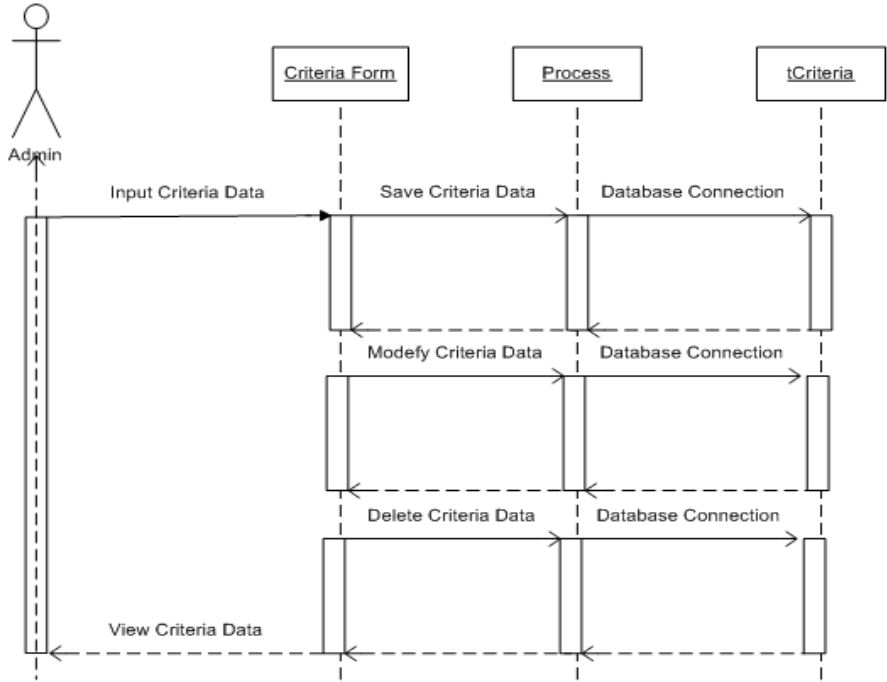 Criteria Form
Process
tCriteria
Admin
Input Criteria Data
Save Criteria Data
Database Connection
Modefy Criteria Data
Database Connection
Delete Criteria Data
Database Connection
View Criteria Data